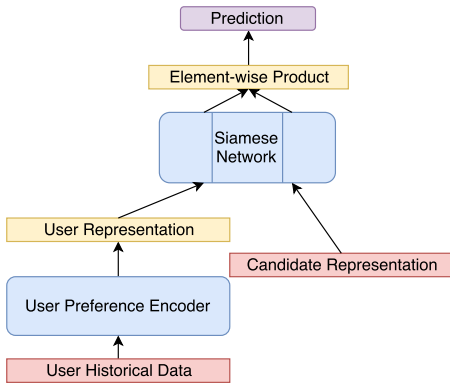 Prediction
Element-wise Product
Siamese
Network
User Representation
Candidate Representation
User Preference Encoder
User Historical Data